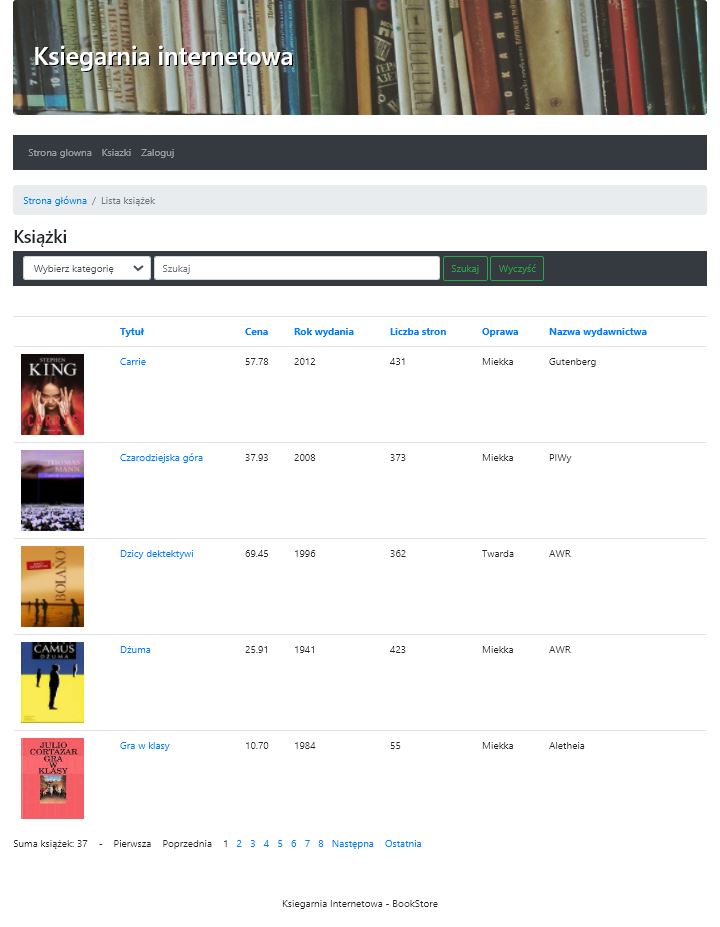 Ksiegarnia internetowa
Strona glowna Ksiazki Zaloguj
Strona główna / Lista książek
Książki
Wybierz kategorię Szukaj Szukaj Wyczyść
Tytuł Cena Rok wydania Liczba stron Oprawa Nazwa wydawnictwa
STEPHEN
KING
CARRIE
Carrie 57.78 2012 431 Miekka Gutenberg
THOMAS
MANN
Czarodziejska góra 37.93 2008 373 Miekka PIWy
BOLAÑO
Dzicy dektektywi 69.45 1996 362 Twarda AWR
CAMUS
DŻUMA
Dżuma 25.91 1941 423 Miekka AWR
JULIO
CORTAZAR
GRA
W
KLASY
Gra w klasy 10.70 1984 55 Miekka Aletheia
Suma książek: 37 - Pierwsza Poprzednia 1 2 3 4 5 6 7 8 Następna Ostatnia
Ksiegarnia Internetowa - BookStore